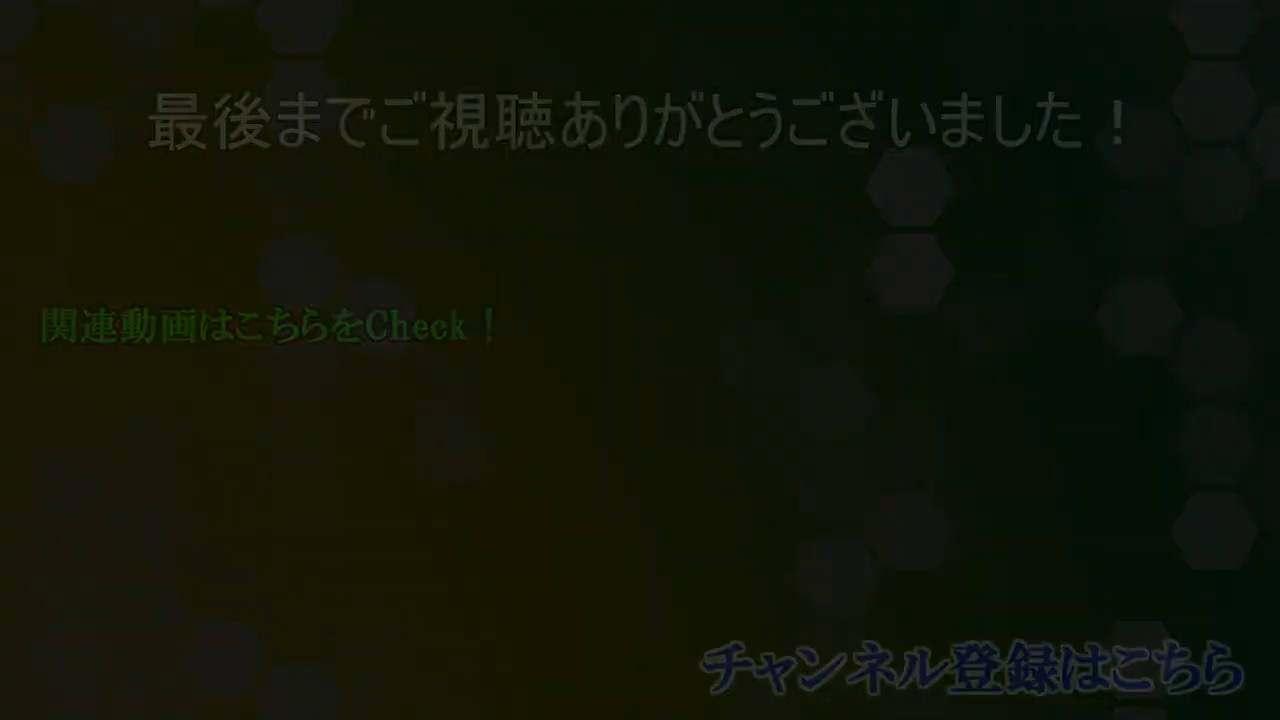 最後までご視聴ありがとうございました！
関連動画はこちらをCheck！
チャンネル登録はこちら